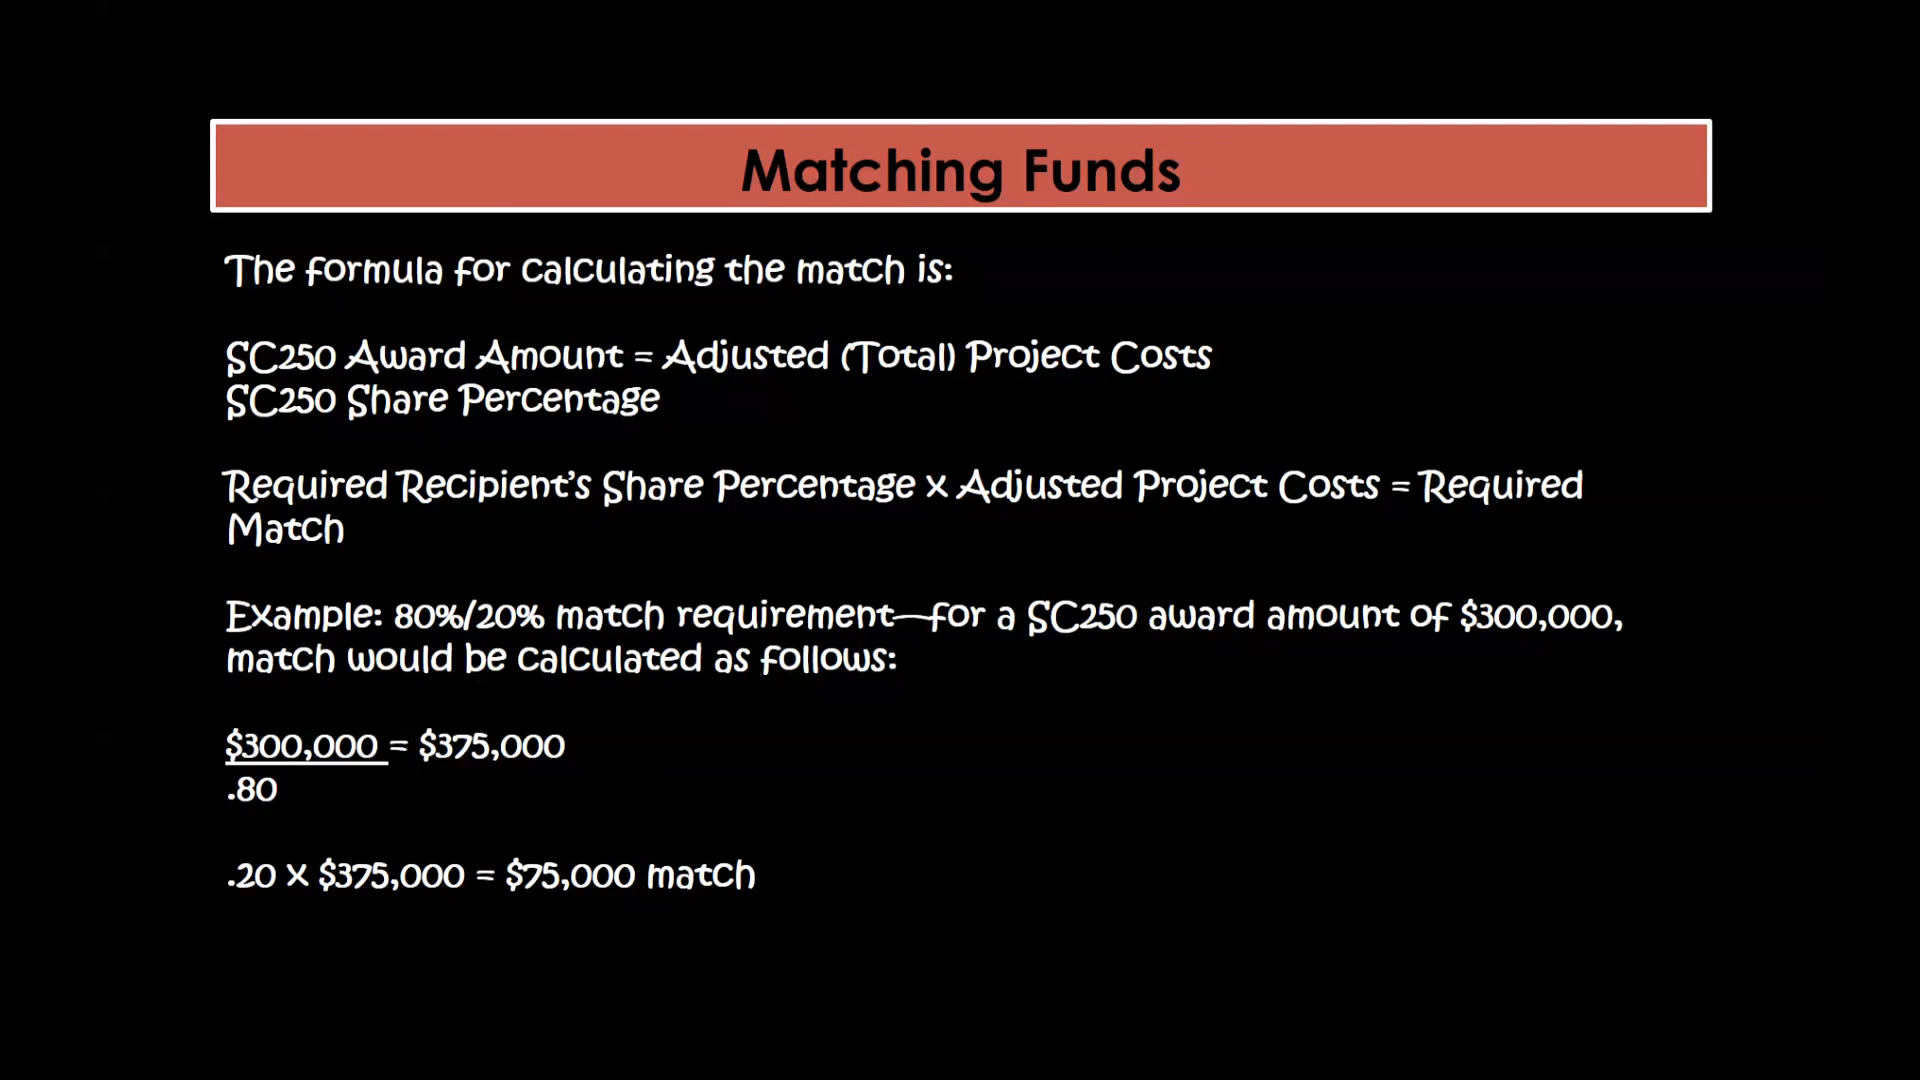 Matching Funds
The formula for calculating the match is:
SC250 Award Amount = Adjusted (Total) Project Costs
SC250 Share Percentage
Required Recipient's Share Percentage x Adjusted Project Costs = Required
Match
Example: 80%/20% match requirement—for a SC250 award amount of $300,000,
match would be calculated as follows:
$300,000 = $375,000
.80
.20 x $375,000 = $75,000 match